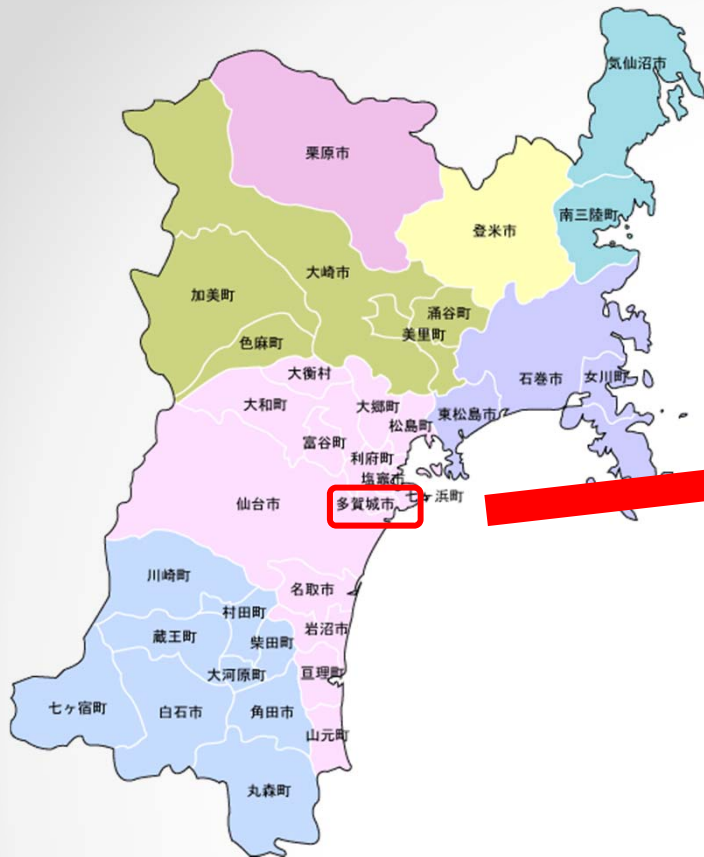 気仙沼市
栗原市
南三陸町
登米市
大崎市
加美町
涌谷町
美里町
色麻町
大衡村
石巻市
女川町
大和町
大郷町
東松島市
松島町
富谷町
利府町
塩竈市
七ヶ浜町
仙台市
多賀城市
川崎町
名取市
村田町
岩沼市
蔵王町
柴田町
大河原町
亘理町
七ヶ宿町
白石市
角田市
山元町
丸森町